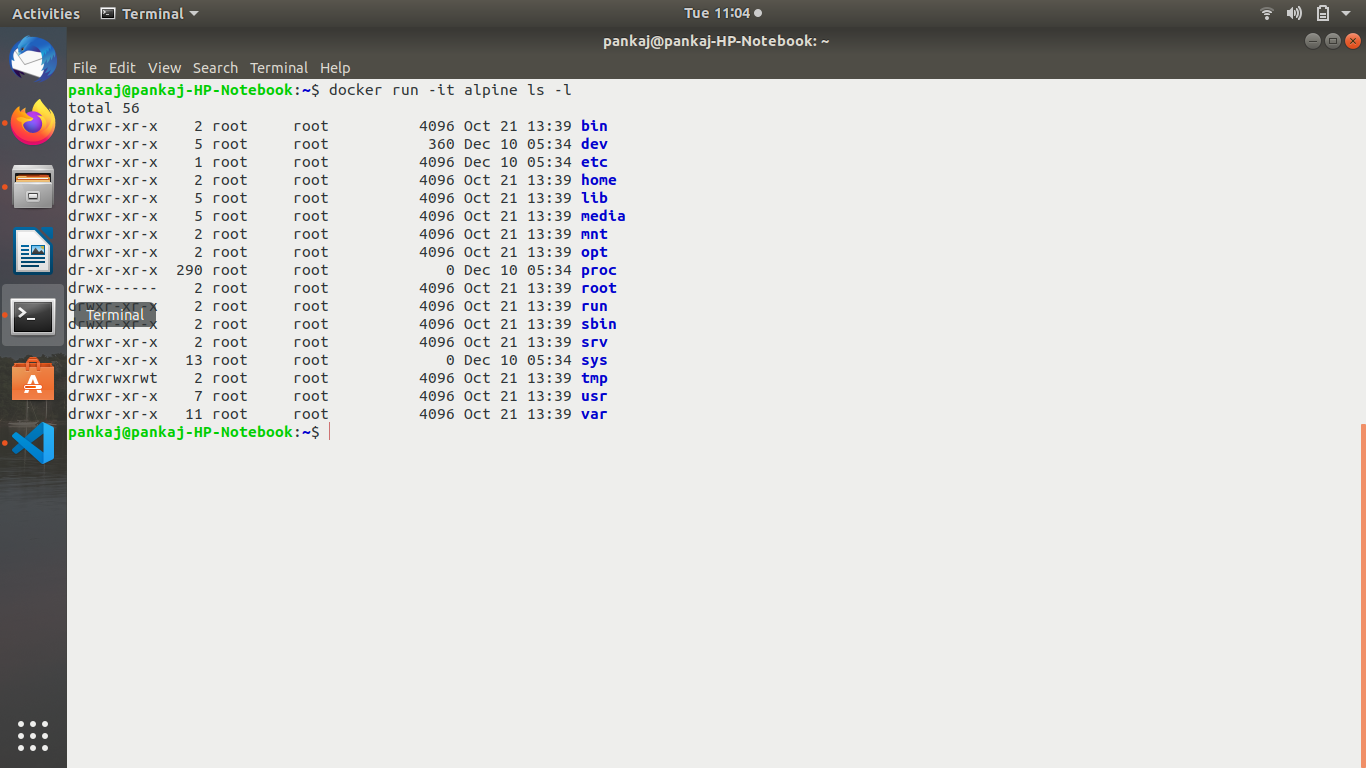 Activities Terminal Tue 11:04
pankaj@pankaj-HP-Notebook: ~
File Edit View Search Terminal Help
pankaj@pankaj-HP-Notebook:~$ docker run -it alpine ls -l
total 56
drwxr-xr-x    2 root     root          4096 Oct 21 13:39 bin
drwxr-xr-x    5 root     root           360 Dec 10 05:34 dev
drwxr-xr-x    1 root     root          4096 Dec 10 05:34 etc
drwxr-xr-x    2 root     root          4096 Oct 21 13:39 home
drwxr-xr-x    5 root     root          4096 Oct 21 13:39 lib
drwxr-xr-x    5 root     root          4096 Oct 21 13:39 media
drwxr-xr-x    2 root     root          4096 Oct 21 13:39 mnt
drwxr-xr-x    2 root     root          4096 Oct 21 13:39 opt
dr-xr-xr-x  290 root     root             0 Dec 10 05:34 proc
drwx------    2 root     root          4096 Oct 21 13:39 root
drwxr-xr-x    2 root     root          4096 Oct 21 13:39 run
Terminal
drwxr-xr-x    2 root     root          4096 Oct 21 13:39 sbin
drwxr-xr-x    2 root     root          4096 Oct 21 13:39 srv
dr-xr-xr-x   13 root     root             0 Dec 10 05:34 sys
drwxrwxrwt    2 root     root          4096 Oct 21 13:39 tmp
drwxr-xr-x    7 root     root          4096 Oct 21 13:39 usr
drwxr-xr-x   11 root     root          4096 Oct 21 13:39 var
pankaj@pankaj-HP-Notebook:~$